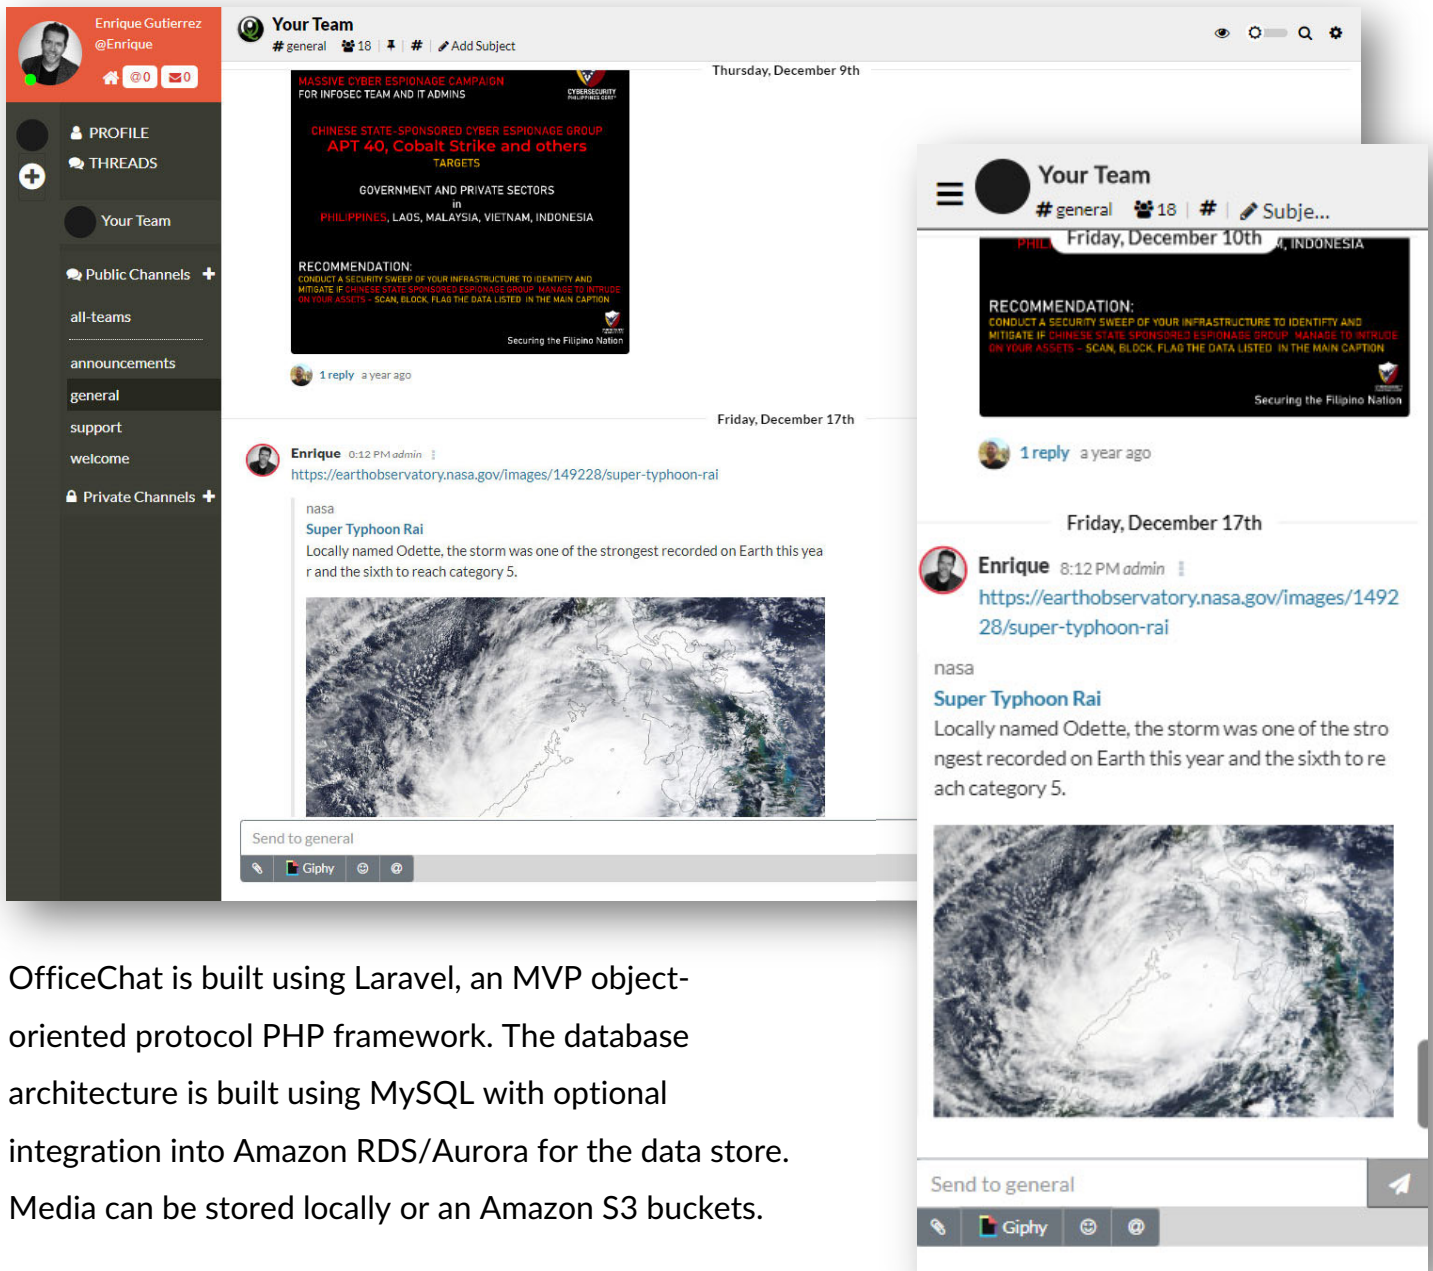 Enrique Gutierrez
@Enrique
@0
0
PROFILE
THREADS
Your Team
Public Channels
all-teams
announcements
general
support
welcome
Private Channels
Your Team
# general 18 | | # | Add Subject
Thursday, December 9th
MASSIVE CYBER ESPIONAGE CAMPAIGN
FOR INFOSEC TEAM AND IT ADMINS
CYBERSECURITY
PHILIPPINES CERT
CHINESE STATE-SPONSORED CYBER ESPIONAGE GROUP
APT 40, Cobalt Strike and others
TARGETS
GOVERNMENT AND PRIVATE SECTORS
in
PHILIPPINES, LAOS, MALAYSIA, VIETNAM, INDONESIA
RECOMMENDATION:
CONDUCT A SECURITY SWEEP OF YOUR INFRASTRUCTURE TO IDENTIFTY AND
MITIGATE IF CHINESE STATE SPONSORED ESPIONAGE GROUP MANAGE TO INTRUDE
ON YOUR ASSETS - SCAN, BLOCK, FLAG THE DATA LISTED IN THE MAIN CAPTION
Securing the Filipino Nation
1 reply a year ago
Friday, December 17th
Enrique 0:12 PM admin
https://earthobservatory.nasa.gov/images/149228/super-typhoon-rai
nasa
Super Typhoon Rai
Locally named Odette, the storm was one of the strongest recorded on Earth this yea
r and the sixth to reach category 5.
Send to general
Giphy @
Your Team
# general 18 | # | Subje...
Friday, December 10th
PHIL
M, INDONESIA
RECOMMENDATION:
CONDUCT A SECURITY SWEEP OF YOUR INFRASTRUCTURE TO IDENTIFTY AND
MITIGATE IF CHINESE STATE SPONSORED ESPIONAGE GROUP MANAGE TO INTRUDE
ON YOUR ASSETS - SCAN, BLOCK, FLAG THE DATA LISTED IN THE MAIN CAPTION
Securing the Filipino Nation
1 reply a year ago
Friday, December 17th
Enrique 8:12 PM admin
https://earthobservatory.nasa.gov/images/1492
28/super-typhoon-rai
nasa
Super Typhoon Rai
Locally named Odette, the storm was one of the stro
ngest recorded on Earth this year and the sixth to re
ach category 5.
Send to general
Giphy @
OfficeChat is built using Laravel, an MVP object-
oriented protocol PHP framework. The database
architecture is built using MySQL with optional
integration into Amazon RDS/Aurora for the data store.
Media can be stored locally or an Amazon S3 buckets.